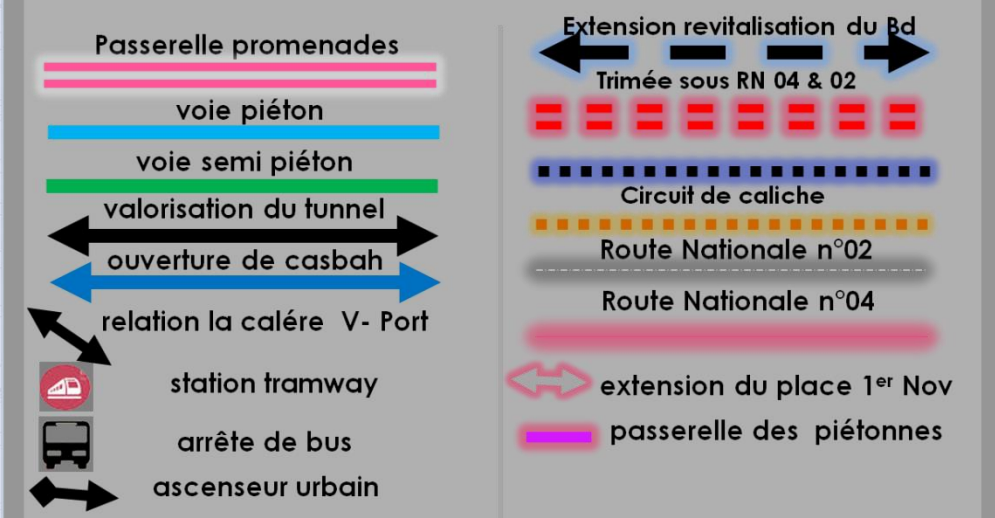 Passerelle promenades
voie piéton
voie semi piéton
valorisation du tunnel
ouverture de casbah
relation la calére V- Port
station tramway
arrête de bus
ascenseur urbain
Extension revitalisation du Bd
Trimée sous RN 04 & 02
Circuit de caliche
Route Nationale n°02
Route Nationale n°04
extension du place 1er Nov
passerelle des piétonnes